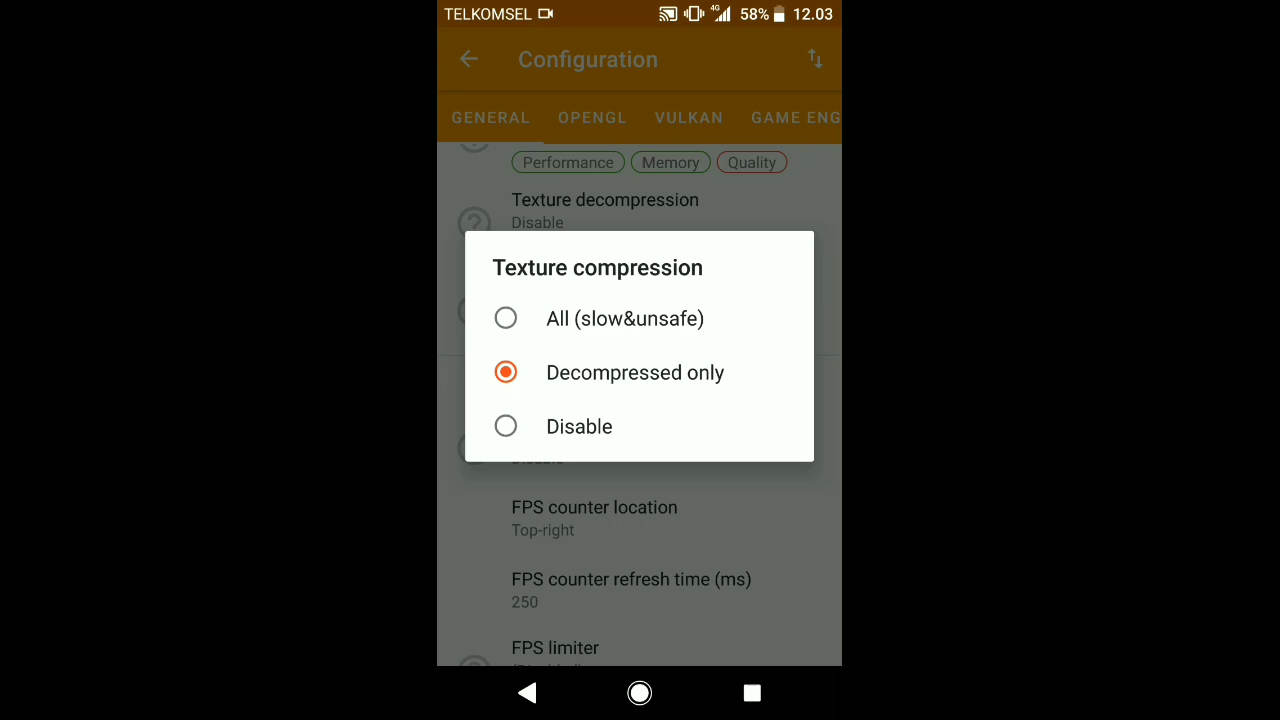 TELKOMSEL 4G 58% 12.03
Configuration
GENERAL OPENGL VULKAN GAME ENG
Performance Memory Quality
Texture decompression
Disable
Texture compression
All (slow&unsafe)
Decompressed only
Disable
FPS counter location
Top-right
FPS counter refresh time (ms)
250
FPS limiter